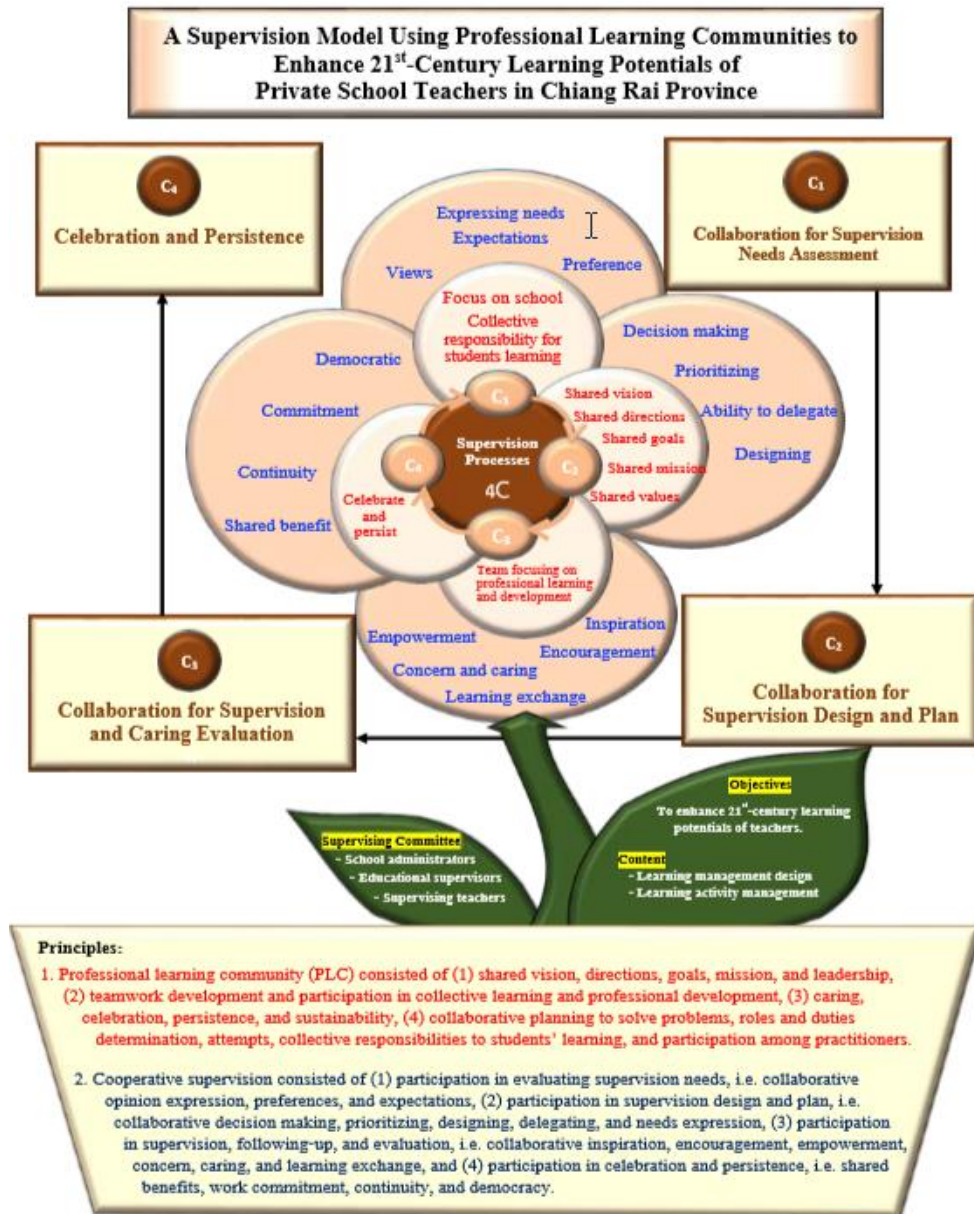 A Supervision Model Using Professional Learning Communities to
Enhance 21st-Century Learning Potentials of
Private School Teachers in Chiang Rai Province
C4
Celebration and Persistence
C1
Collaboration for Supervision
Needs Assessment
Expressing needs
Expectations
Preference
Views
Focus on school
Collective
responsibility for
students learning
Decision making
Prioritizing
Ability to delegate
Designing
Shared vision
Shared directions
Shared goals
Shared mission
Shared values
Democratic
Commitment
Continuity
Shared benefit
Celebrate
and
persist
Supervision
Processes
4C
C2
Team focusing on
professional learning
and development
Empowerment
Inspiration
Encouragement
Concern and caring
Learning exchange
C3
Collaboration for Supervision
and Caring Evaluation
C2
Collaboration for
Supervision Design and Plan
Supervising Committee
- School administrators
- Educational supervisors
- Supervising teachers
Objectives
To enhance 21st-century learning
potentials of teachers.
Content
- Learning management design
- Learning activity management
Principles:
1. Professional learning community (PLC) consisted of (1) shared vision, directions, goals, mission, and leadership,
(2) teamwork development and participation in collective learning and professional development, (3) caring,
celebration, persistence, and sustainability, (4) collaborative planning to solve problems, roles and duties
determination, attempts, collective responsibilities to students' learning, and participation among practitioners.
2. Cooperative supervision consisted of (1) participation in evaluating supervision needs, i.e. collaborative
opinion expression, preferences, and expectations, (2) participation in supervision design and plan, i.e.
collaborative decision making, prioritizing, designing, delegating, and needs expression, (3) participation
in supervision, following-up, and evaluation, i.e. collaborative inspiration, encouragement, empowerment,
concern, caring, and learning exchange, and (4) participation in celebration and persistence, i.e. shared
benefits, work commitment, continuity, and democracy.